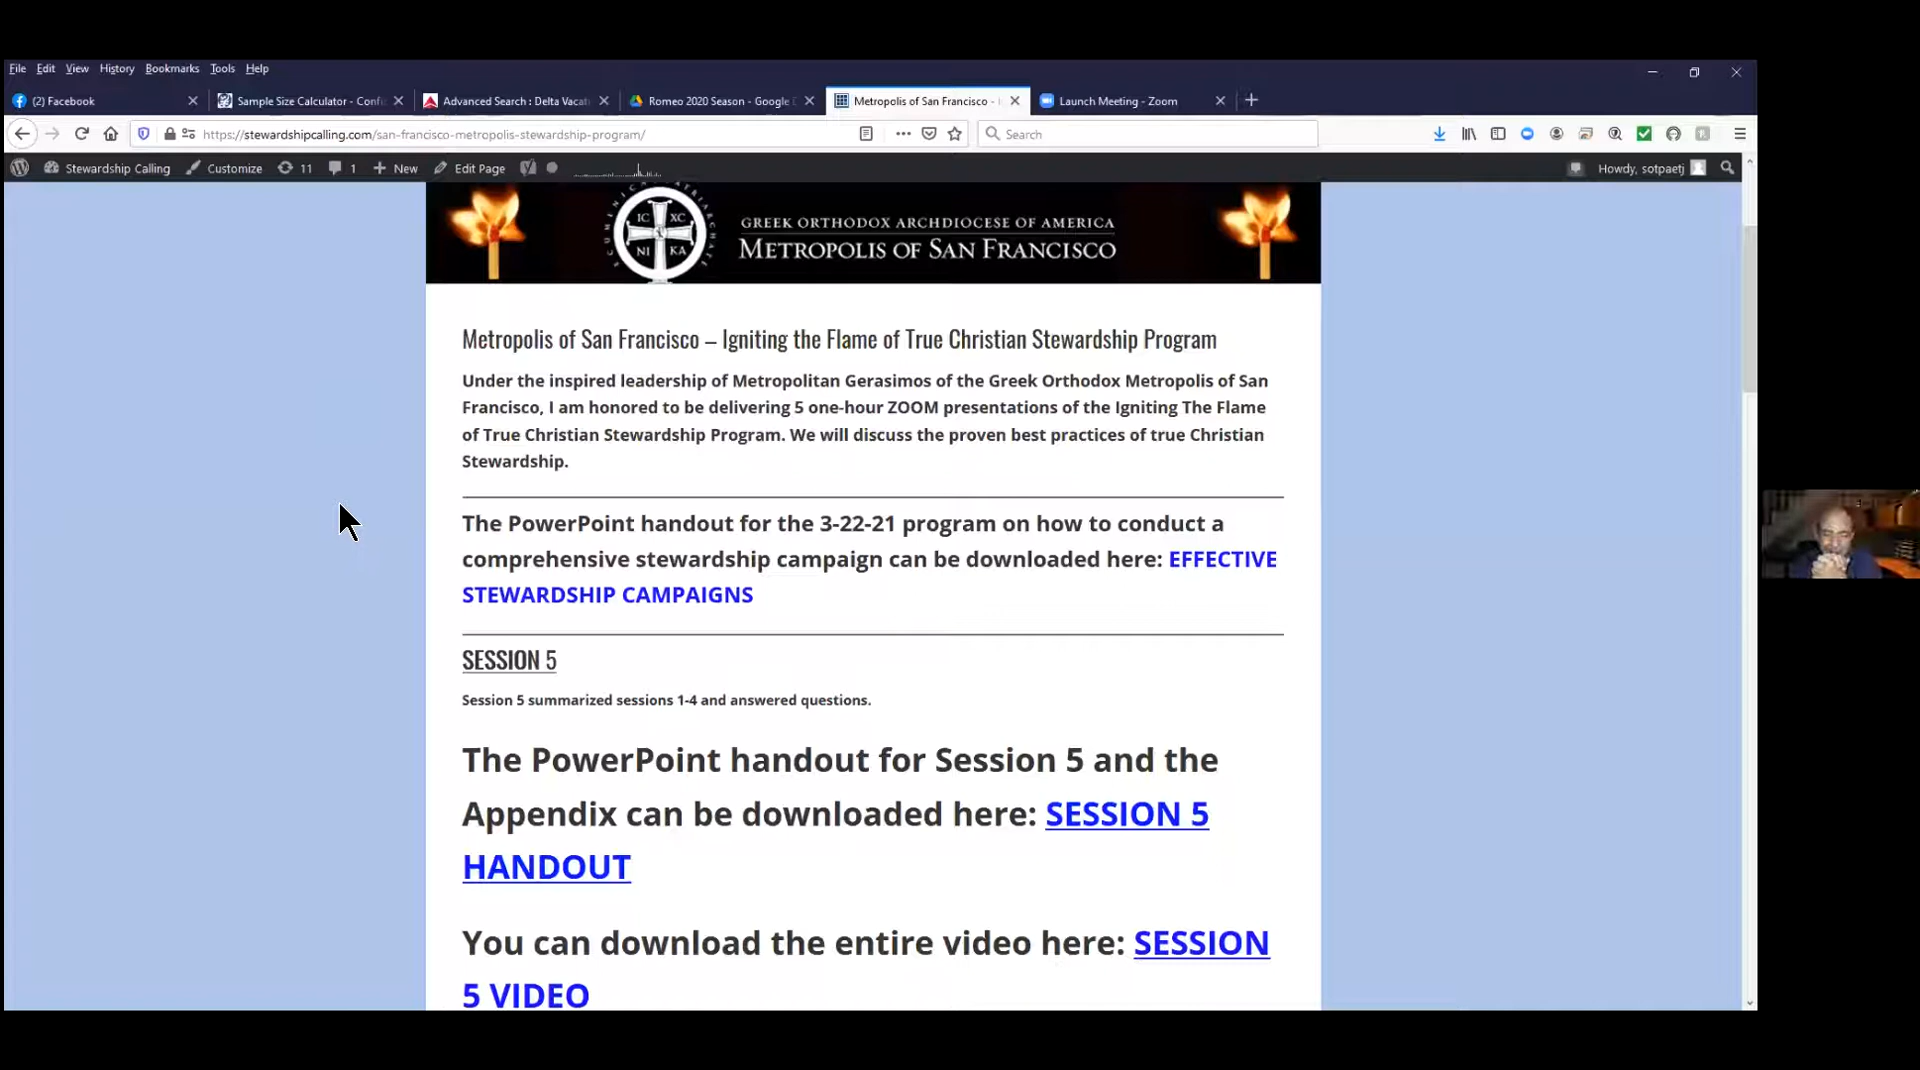 File Edit View History Bookmarks Tools Help
(2) Facebook
Sample Size Calculator - Conf
Advanced Search : Delta Vacat
Romeo 2020 Season - Google
Metropolis of San Francisco -
Launch Meeting - Zoom
https://stewardshipcalling.com/san-francisco-metropolis-stewardship-program/
Search
Stewardship Calling
Customize
11
1
New
Edit Page
Howdy, sotpaetj
IC XC
NI KA
GREEK ORTHODOX ARCHDIOCESE OF AMERICA
METROPOLIS OF SAN FRANCISCO
Metropolis of San Francisco – Igniting the Flame of True Christian Stewardship Program
Under the inspired leadership of Metropolitan Gerasimos of the Greek Orthodox Metropolis of San
Francisco, I am honored to be delivering 5 one-hour ZOOM presentations of the Igniting The Flame
of True Christian Stewardship Program. We will discuss the proven best practices of true Christian
Stewardship.
The PowerPoint handout for the 3-22-21 program on how to conduct a
comprehensive stewardship campaign can be downloaded here: EFFECTIVE
STEWARDSHIP CAMPAIGNS
SESSION 5
Session 5 summarized sessions 1-4 and answered questions.
The PowerPoint handout for Session 5 and the
Appendix can be downloaded here: SESSION 5
HANDOUT
You can download the entire video here: SESSION
5 VIDEO